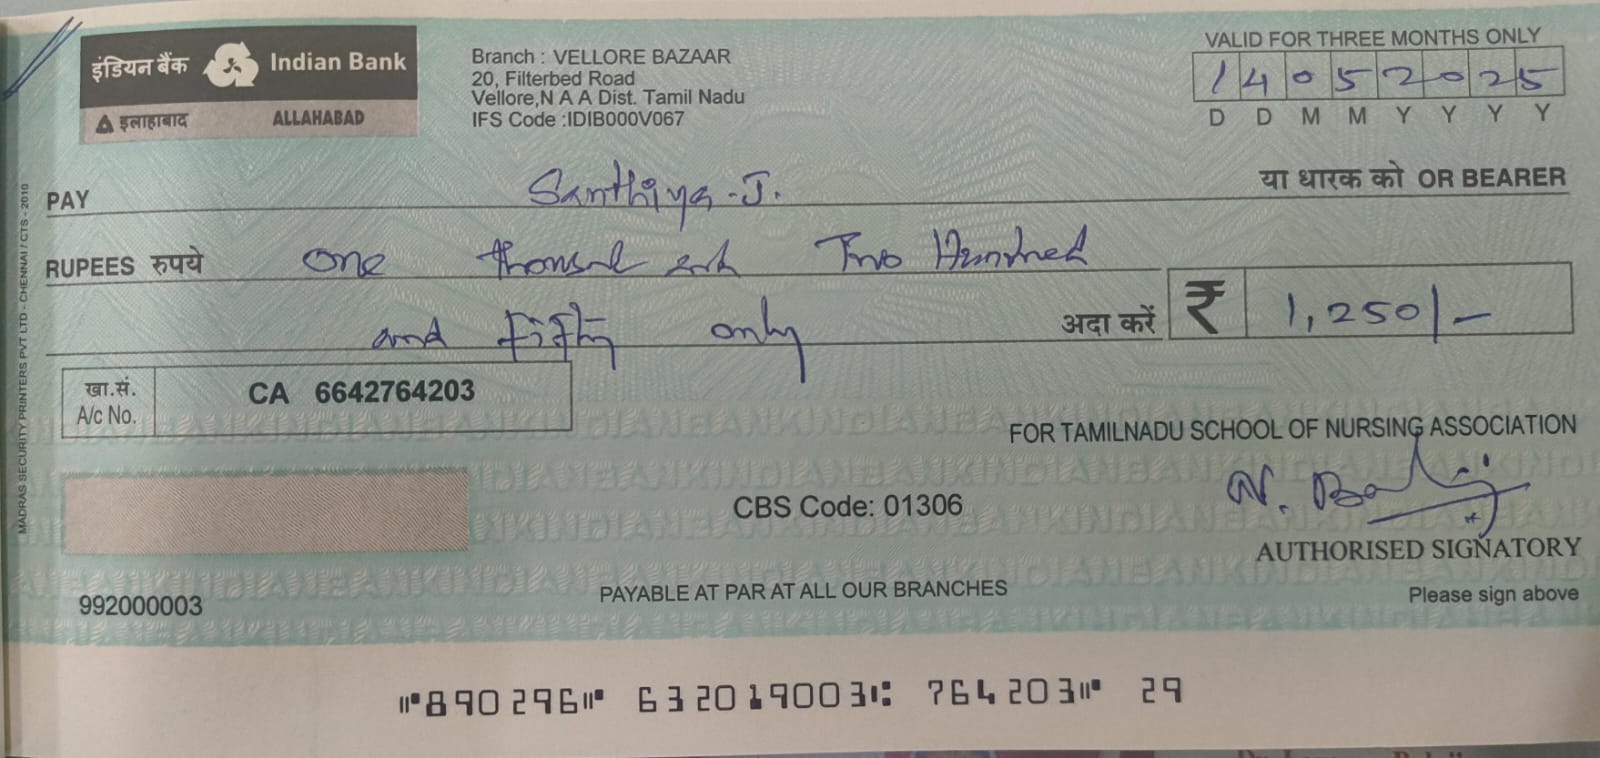 इंडियन बैंक Indian Bank
इलाहाबाद ALLAHABAD
Branch : VELLORE BAZAAR
20, Filterbed Road
Vellore,N A A Dist. Tamil Nadu
IFS Code :IDIB000V067
VALID FOR THREE MONTHS ONLY
14052025
D D M M Y Y Y Y
PAY Santhiya-J. या धारक को OR BEARER
RUPEES रुपये one thousand and Two Hundred
and Fifty only अदा करें ₹ 1,250/-
खा.सं.
A/c No. CA 6642764203
FOR TAMILNADU SCHOOL OF NURSING ASSOCIATION
CBS Code: 01306
AUTHORISED SIGNATORY
Please sign above
PAYABLE AT PAR AT ALL OUR BRANCHES
992000003
⑈890296⑈ 632019003⑆ 764203⑈ 29
MADRAS SECURITY PRINTERS PVT LTD - CHENNAI / CTS - 2010